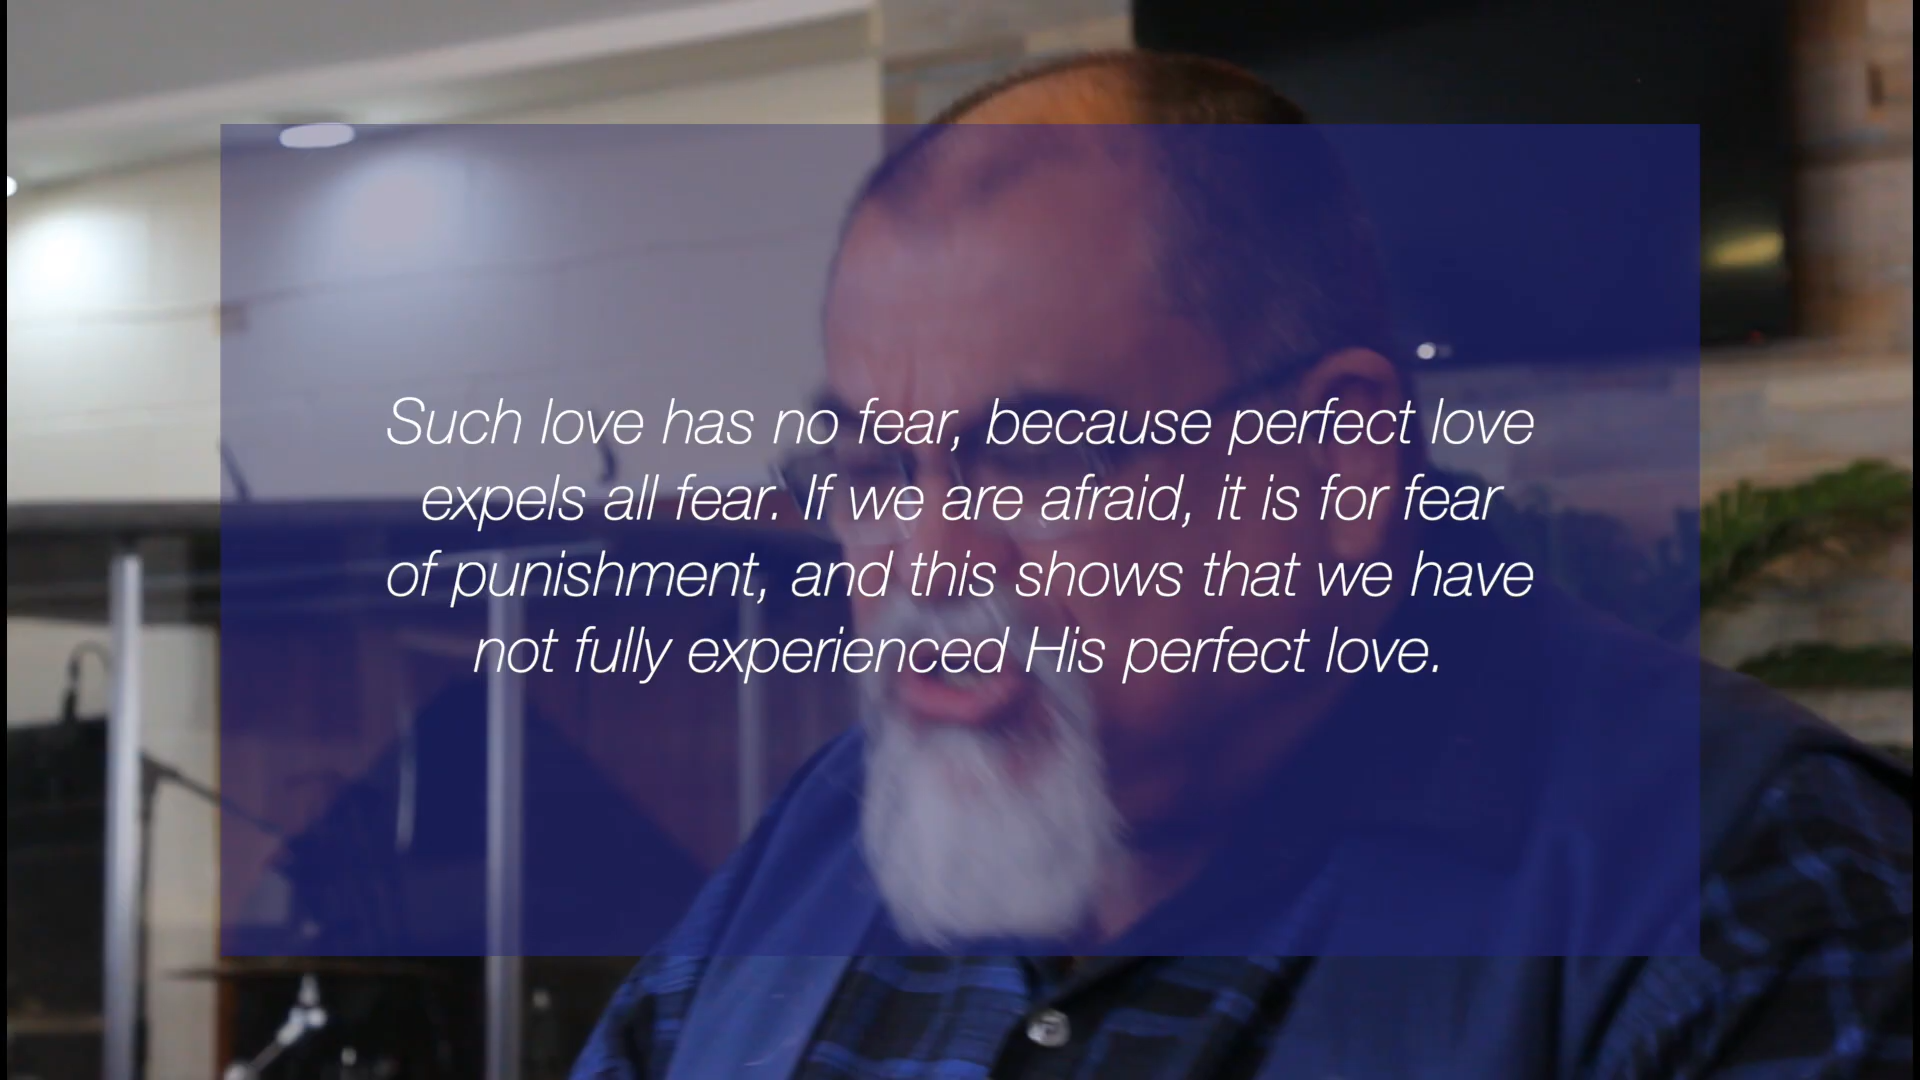 Such love has no fear, because perfect love
expels all fear. If we are afraid, it is for fear
of punishment, and this shows that we have
not fully experienced His perfect love.